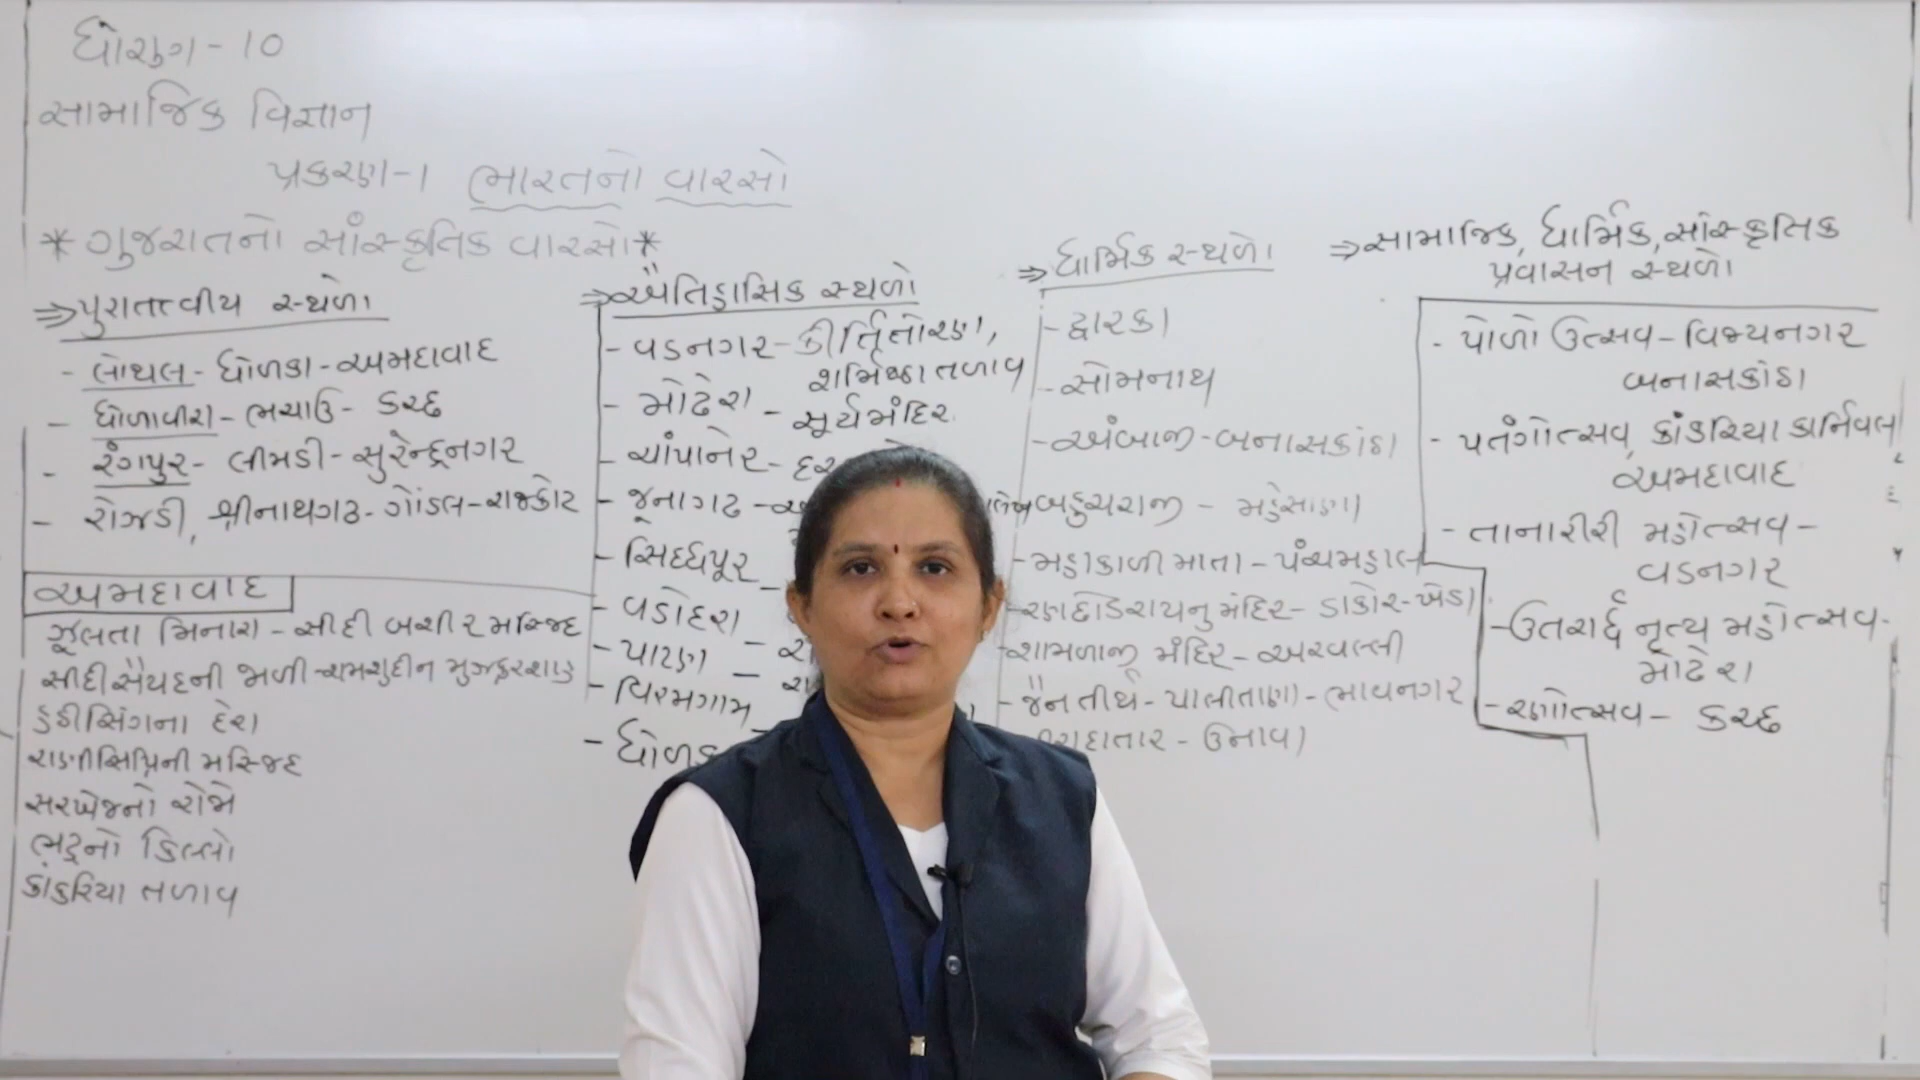 ધોરણ - 10
સામાજિક વિજ્ઞાન
પ્રકરણ-1 ભારતનો વારસો
* ગુજરાતનો સાંસ્કૃતિક વારસો *
⇒ પુરાતત્વીય સ્થળો
- લોથલ - ધોળકા - અમદાવાદ
- ધોળાવીરા - ભચાઉ - કચ્છ
- રંગપુર - લીમડી - સુરેન્દ્રનગર
- રોઝડી, શ્રીનાથગઢ - ગોંડલ - રાજકોટ
અમદાવાદ
ઝૂલતા મિનારા - સીદી બશીર મસ્જિદ
સીદીસૈયદની જાળી - શમશુદીન મુઝફરશાહ
હઠીસિંગના દેરા
રાણીસિપ્રિની મસ્જિદ
સરખેજનો રોજો
ભદ્રનો કિલ્લો
કાંકરિયા તળાવ
⇒ ઐતિહાસિક સ્થળો
- વડનગર - કીર્તિતોરણ,
શર્મિષ્ઠા તળાવ
- મોઢેરા - સૂર્યમંદિર
- ચાંપાનેર -
- જૂનાગઢ -
- સિદ્ધપૂર
- વડોદરા
- પાટણ
- વિરમગામ
- ધોળક
⇒ ધાર્મિક સ્થળો
- દ્વારકા
- સોમનાથ
- અંબાજી - બનાસકાંઠા
બહુચરાજી - મહેસાણા
- મહાકાળી માતા - પંચમહાલ
- રણછોડરાયનુ મંદિર - ડાકોર - ખેડા
- શામળાજી મંદિર - અરવલ્લી
- જૈન તીર્થ - પાલીતાણા - ભાવનગર
દાતાર - ઉનાવા
⇒ સામાજિક, ધાર્મિક, સાંસ્કૃતિક
પ્રવાસન સ્થળો
- પોળો ઉત્સવ - વિજયનગર
બનાસકાંઠા
- પતંગોત્સવ, કાંકરિયા કાર્નિવલ
અમદાવાદ
- તાનારીરી મહોત્સવ -
વડનગર
- ઉતરાર્દ્ર નૃત્ય મહોત્સવ -
મોઢેરા
- રણોત્સવ - કચ્છ